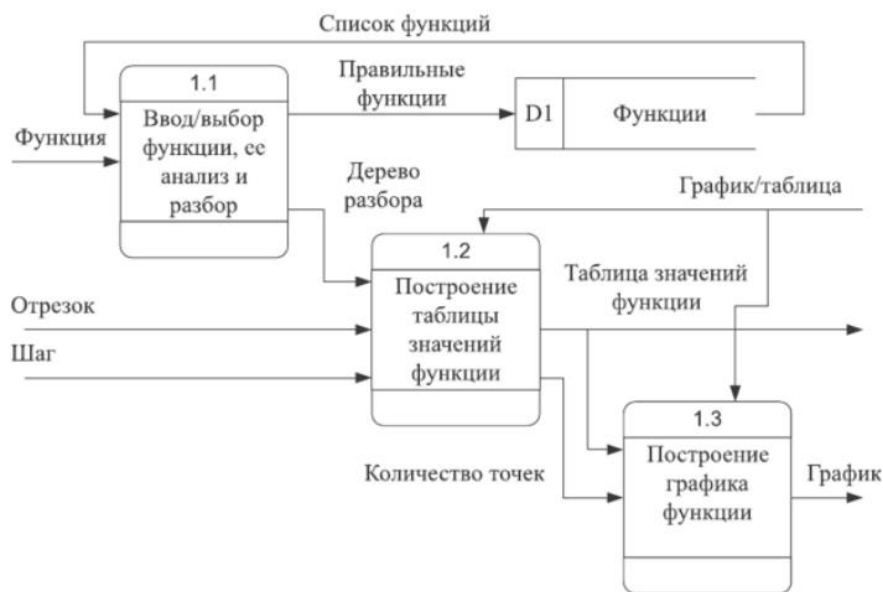 Список функций
1.1
Правильные
функции
D1
Функции
Ввод/выбор
функции, ее
анализ и
разбор
Функция
Дерево
разбора
График/таблица
1.2
Построение
таблицы
значений
функции
Таблица значений
функции
Отрезок
Шаг
1.3
Построение
графика
функции
Количество точек
График